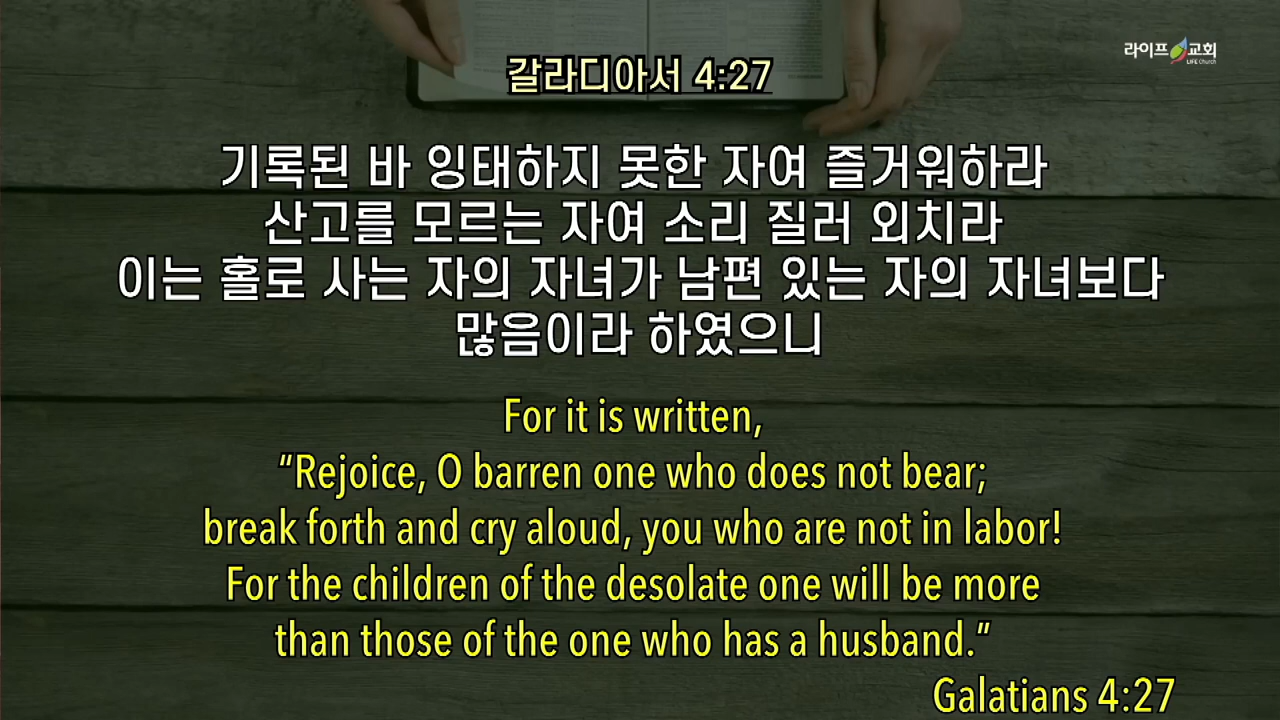 라이프 교회
LIFE Church
갈라디아서 4:27
기록된 바 잉태하지 못한 자여 즐거워하라
산고를 모르는 자여 소리 질러 외치라
이는 홀로 사는 자의 자녀가 남편 있는 자의 자녀보다
많음이라 하였으니
For it is written,
“Rejoice, O barren one who does not bear;
break forth and cry aloud, you who are not in labor!
For the children of the desolate one will be more
than those of the one who has a husband.”
Galatians 4:27